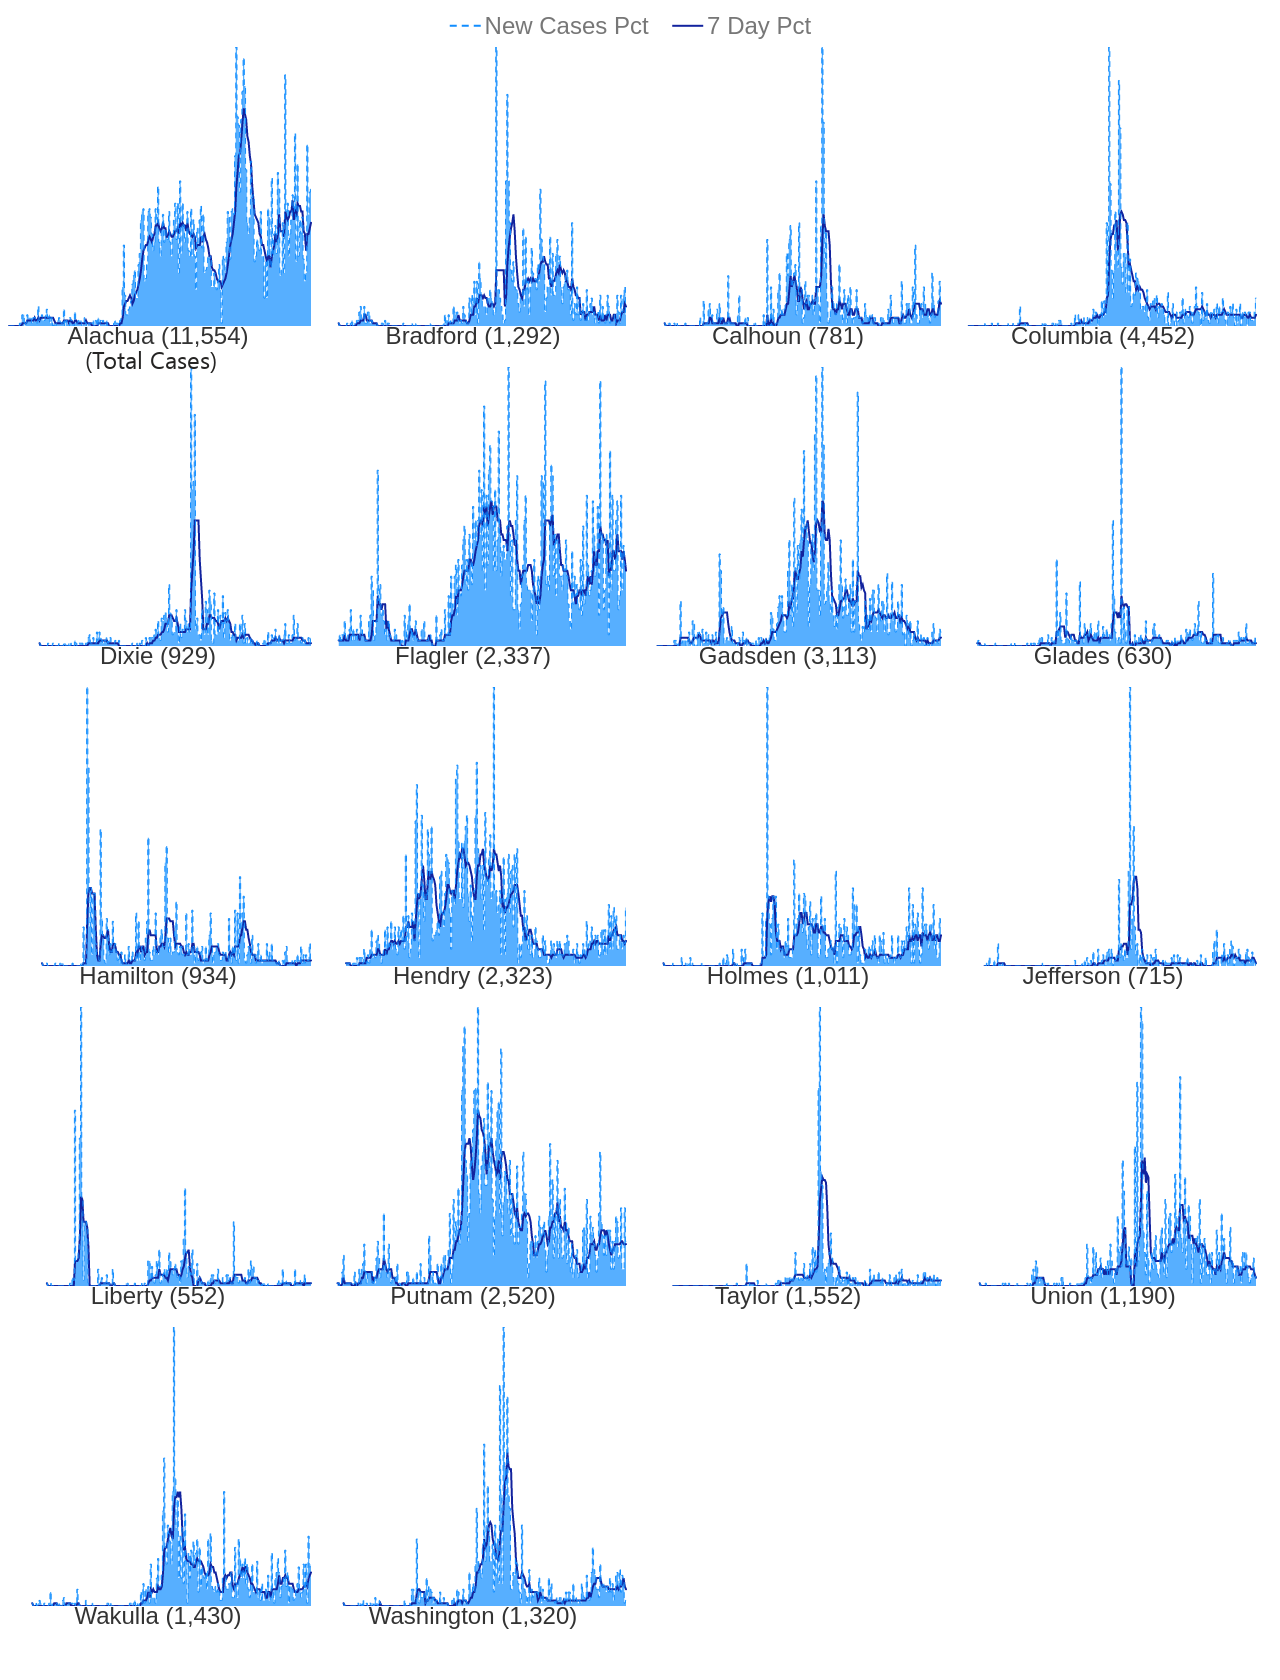 New Cases Pct 7 Day Pct
Alachua (11,554) Bradford (1,292) Calhoun (781) Columbia (4,452)
(Total Cases)
Dixie (929) Flagler (2,337) Gadsden (3,113) Glades (630)
Hamilton (934) Hendry (2,323) Holmes (1,011) Jefferson (715)
Liberty (552) Putnam (2,520) Taylor (1,552) Union (1,190)
Wakulla (1,430) Washington (1,320)